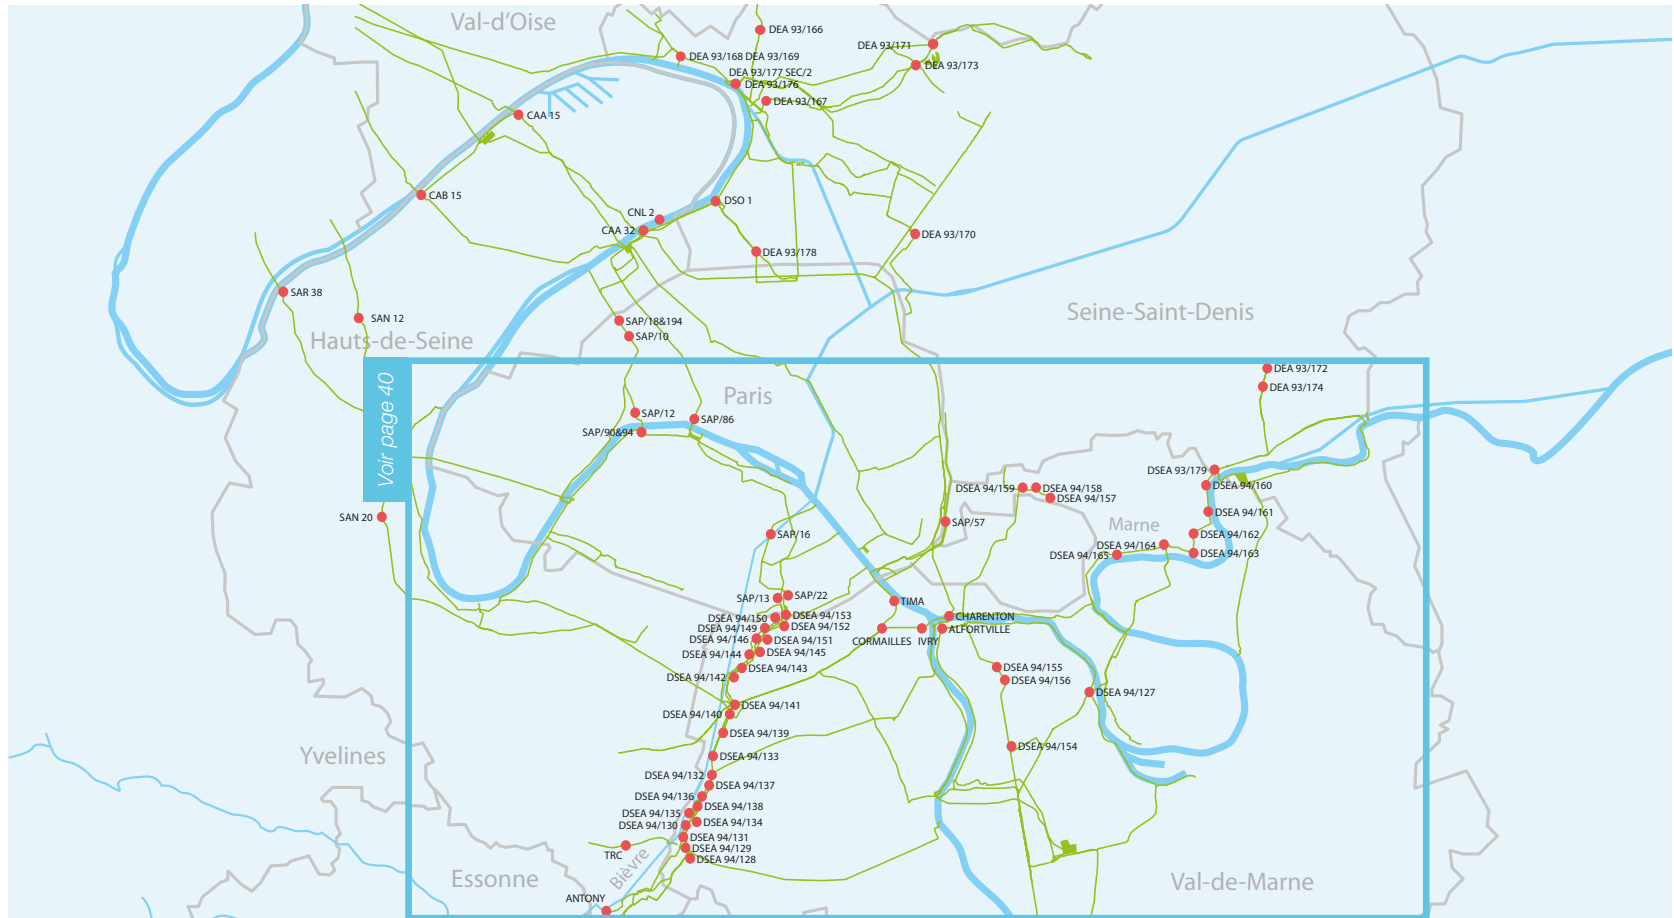 Val-d'Oise
DEA 93/166
DEA 93/171
DEA 93/168 DEA 93/169
DEA 93/173
DEA 93/177 SEC/2
DEA 93/176
DEA 93/167
CAA 15
CAB 15
DSO 1
CNL 2
CAA 32
DEA 93/170
DEA 93/178
SAR 38
SAN 12
SAP/18&194
SAP/10
Seine-Saint-Denis
Hauts-de-Seine
DEA 93/172
DEA 93/174
Voir page 40
Paris
SAP/12
SAP/86
SAP/90&94
DSEA 93/179
DSEA 94/160
DSEA 94/159
DSEA 94/158
DSEA 94/157
SAN 20
SAP/57
DSEA 94/161
Marne
SAP/16
DSEA 94/162
DSEA 94/164
DSEA 94/163
DSEA 94/165
SAP/13
SAP/22
TIMA
DSEA 94/150
DSEA 94/153
CHARENTON
DSEA 94/149
DSEA 94/152
CORMAILLES
IVRY
ALFORTVILLE
DSEA 94/146
DSEA 94/151
DSEA 94/144
DSEA 94/145
DSEA 94/143
DSEA 94/142
DSEA 94/155
DSEA 94/156
DSEA 94/127
DSEA 94/141
DSEA 94/140
DSEA 94/139
DSEA 94/154
DSEA 94/133
Yvelines
DSEA 94/132
DSEA 94/137
DSEA 94/136
DSEA 94/138
DSEA 94/135
DSEA 94/134
DSEA 94/130
DSEA 94/131
DSEA 94/129
TRC
DSEA 94/128
Bièvre
Essonne
Val-de-Marne
ANTONY